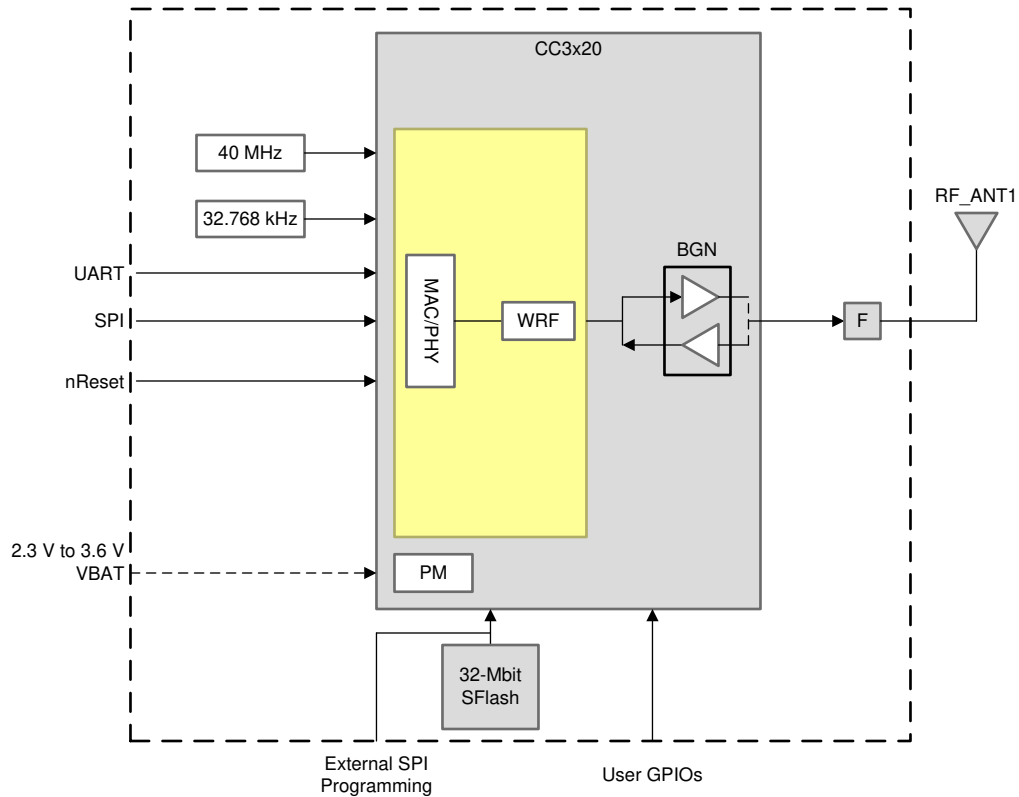 CC3x20
40 MHz
32.768 kHz
RF_ANT1
UART
BGN
MAC/PHY
WRF
SPI
F
nReset
2.3 V to 3.6 V
VBAT
PM
32-Mbit
SFlash
External SPI
Programming
User GPIOs